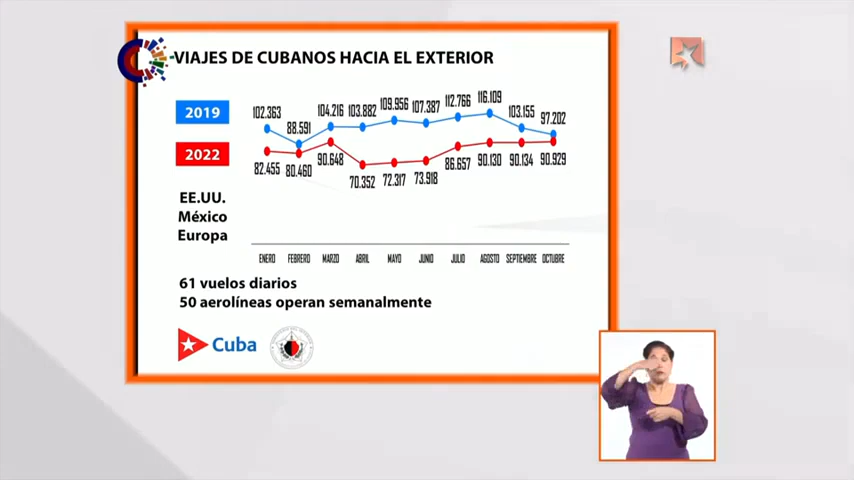 VIAJES DE CUBANOS HACIA EL EXTERIOR
2019
102.363 88.591 104.216 103.882 109.956 107.387 112.766 116.109 103.155 97.202
2022
82.455 80.460 90.648 70.352 72.317 73.918 86.657 90.130 90.134 90.929
EE.UU.
México
Europa
ENERO FEBRERO MARZO ABRIL MAYO JUNIO JULIO AGOSTO SEPTIEMBRE OCTUBRE
61 vuelos diarios
50 aerolíneas operan semanalmente
Cuba